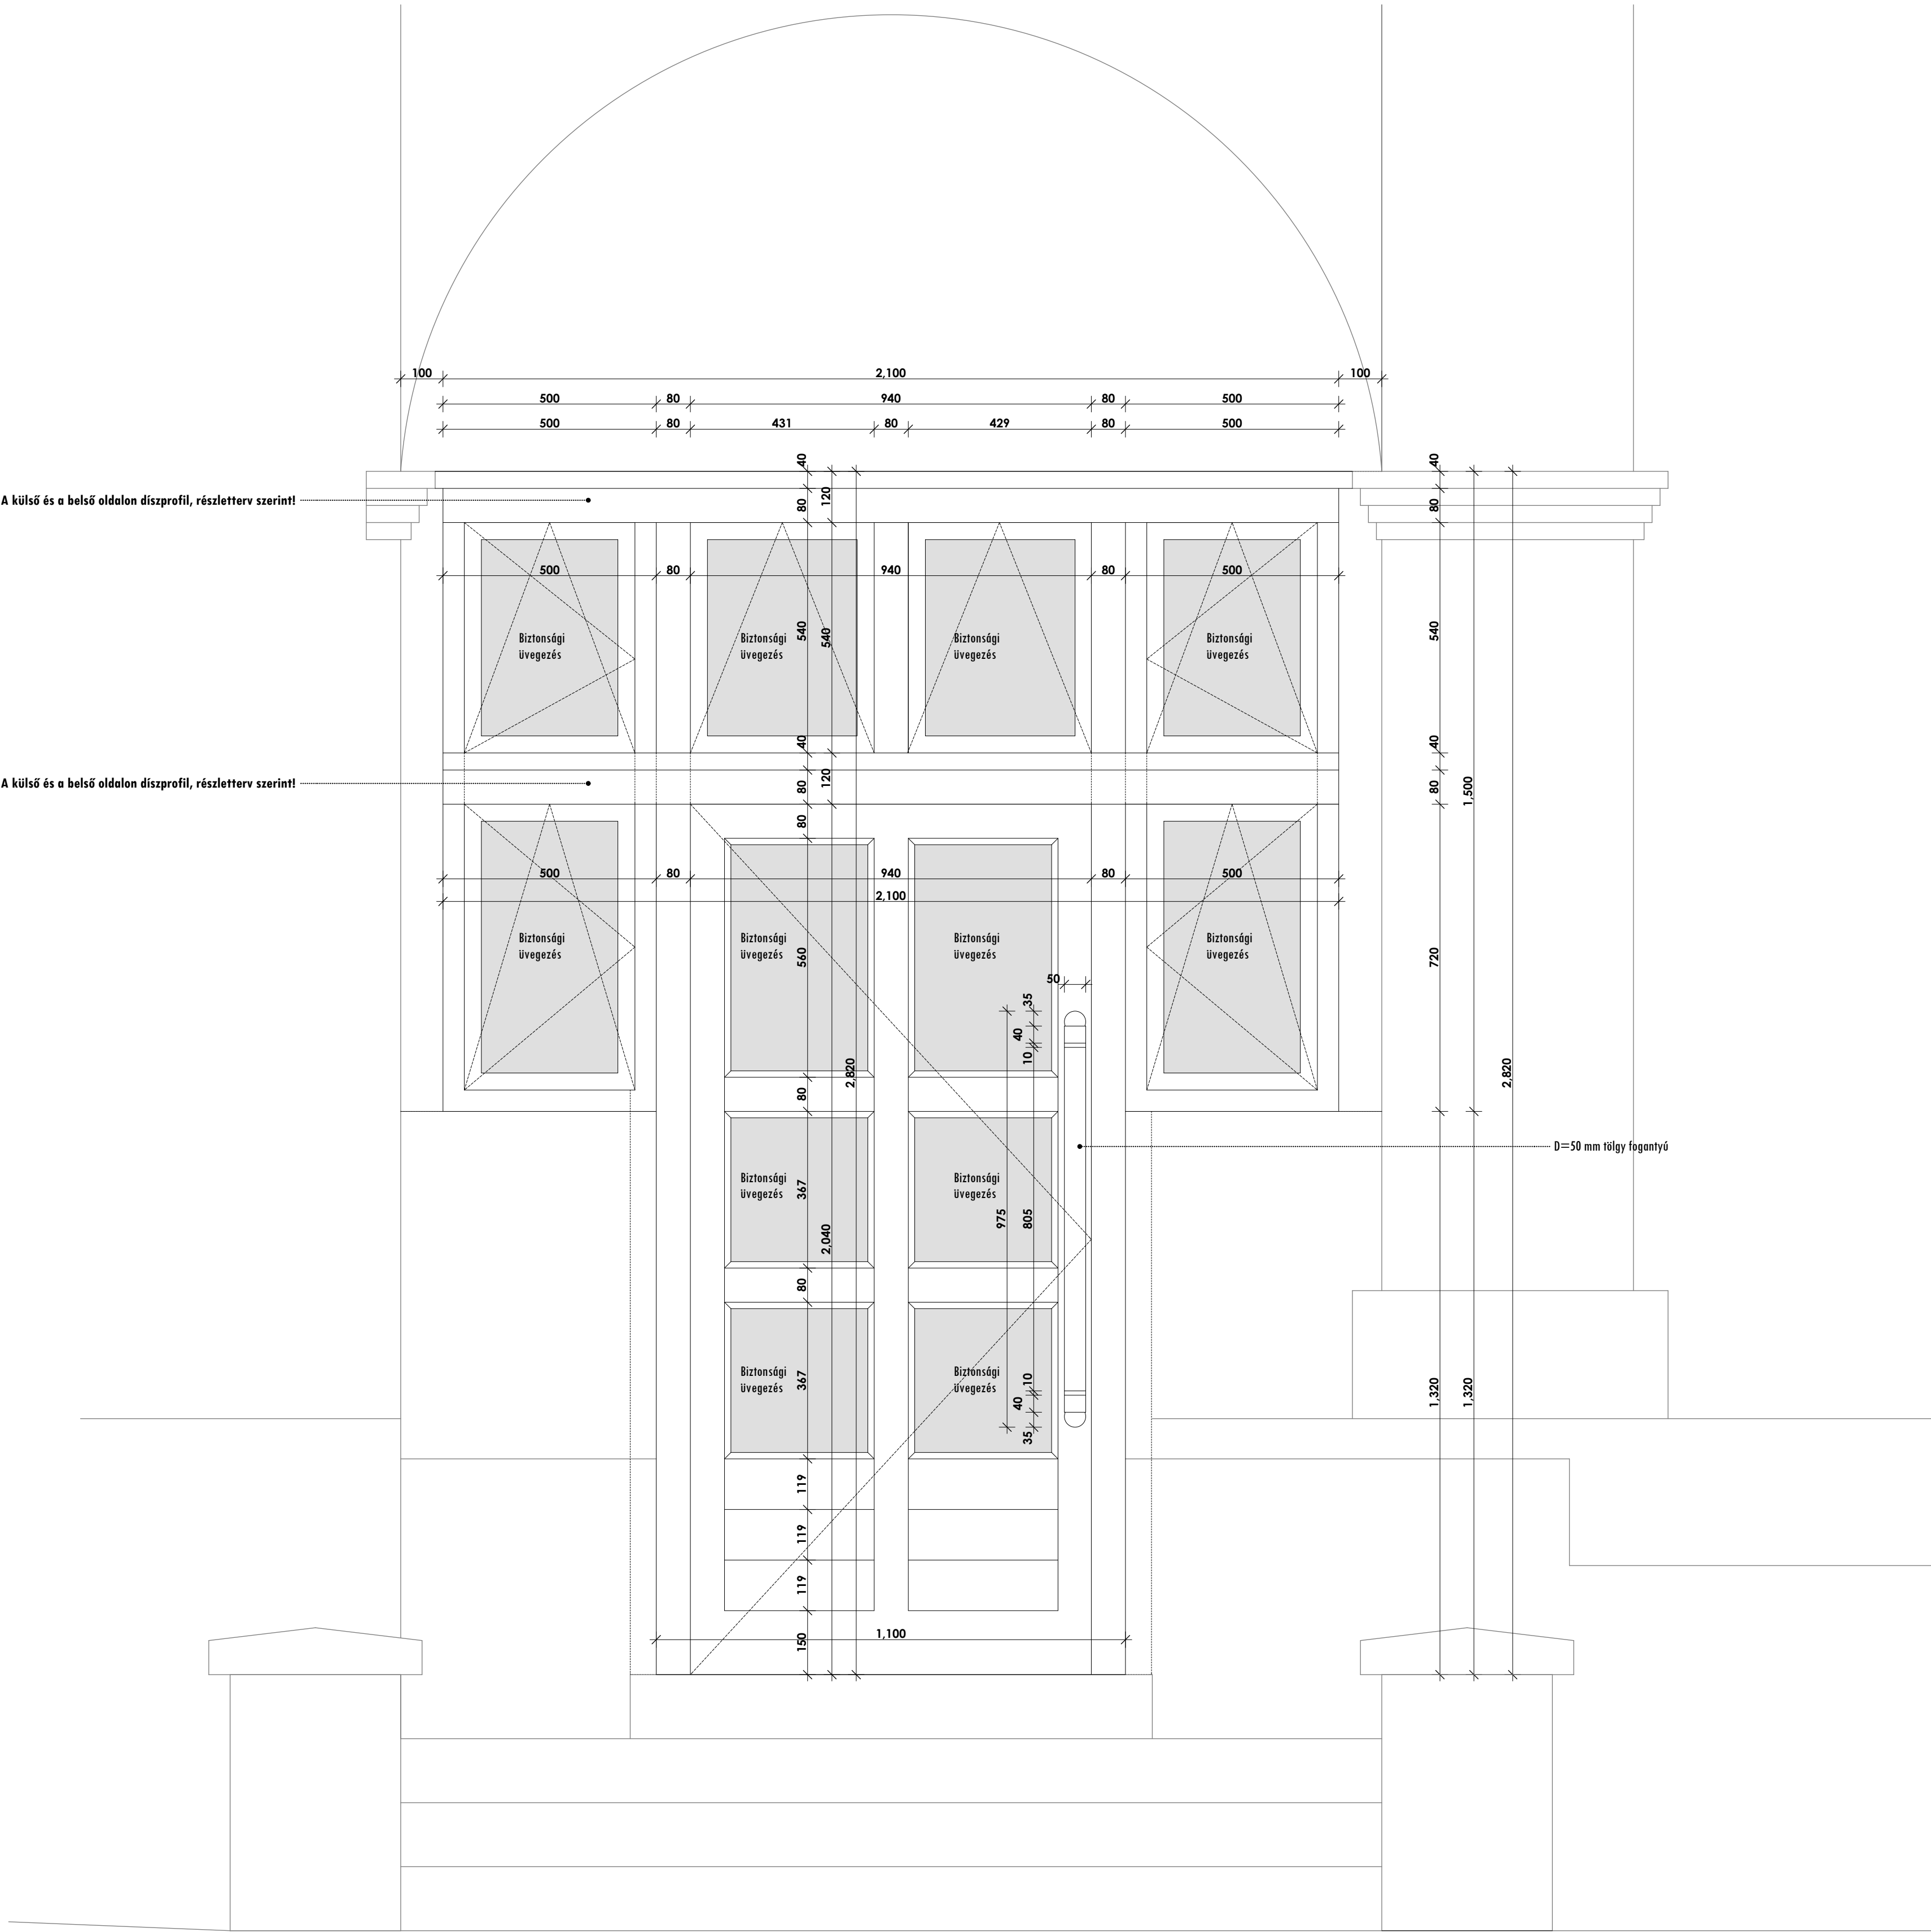 100 2,100 100
500 80 940 80 500
500 80 431 80 429 80 500
40 40
A külső és a belső oldalon díszprofil, részletterv szerint!
80 120 80
500 80 940 80 500
Biztonsági Biztonsági 540 540 Biztonsági Biztonsági 540
üvegezés üvegezés üvegezés üvegezés
40 40
A külső és a belső oldalon díszprofil, részletterv szerint!
80 120 80 1,500
80
500 80 940 80 500
2,100
Biztonsági Biztonsági 560 Biztonsági Biztonsági 720
üvegezés üvegezés üvegezés üvegezés
50
35
40
10
2,820 2,820
80
D=50 mm tölgy fogantyú
Biztonsági 367 Biztonsági
üvegezés üvegezés
2,040 975 805
80
Biztonsági 367 Biztonsági 10 1,320 1,320
üvegezés üvegezés
40
35
119
119
119
1,100
150